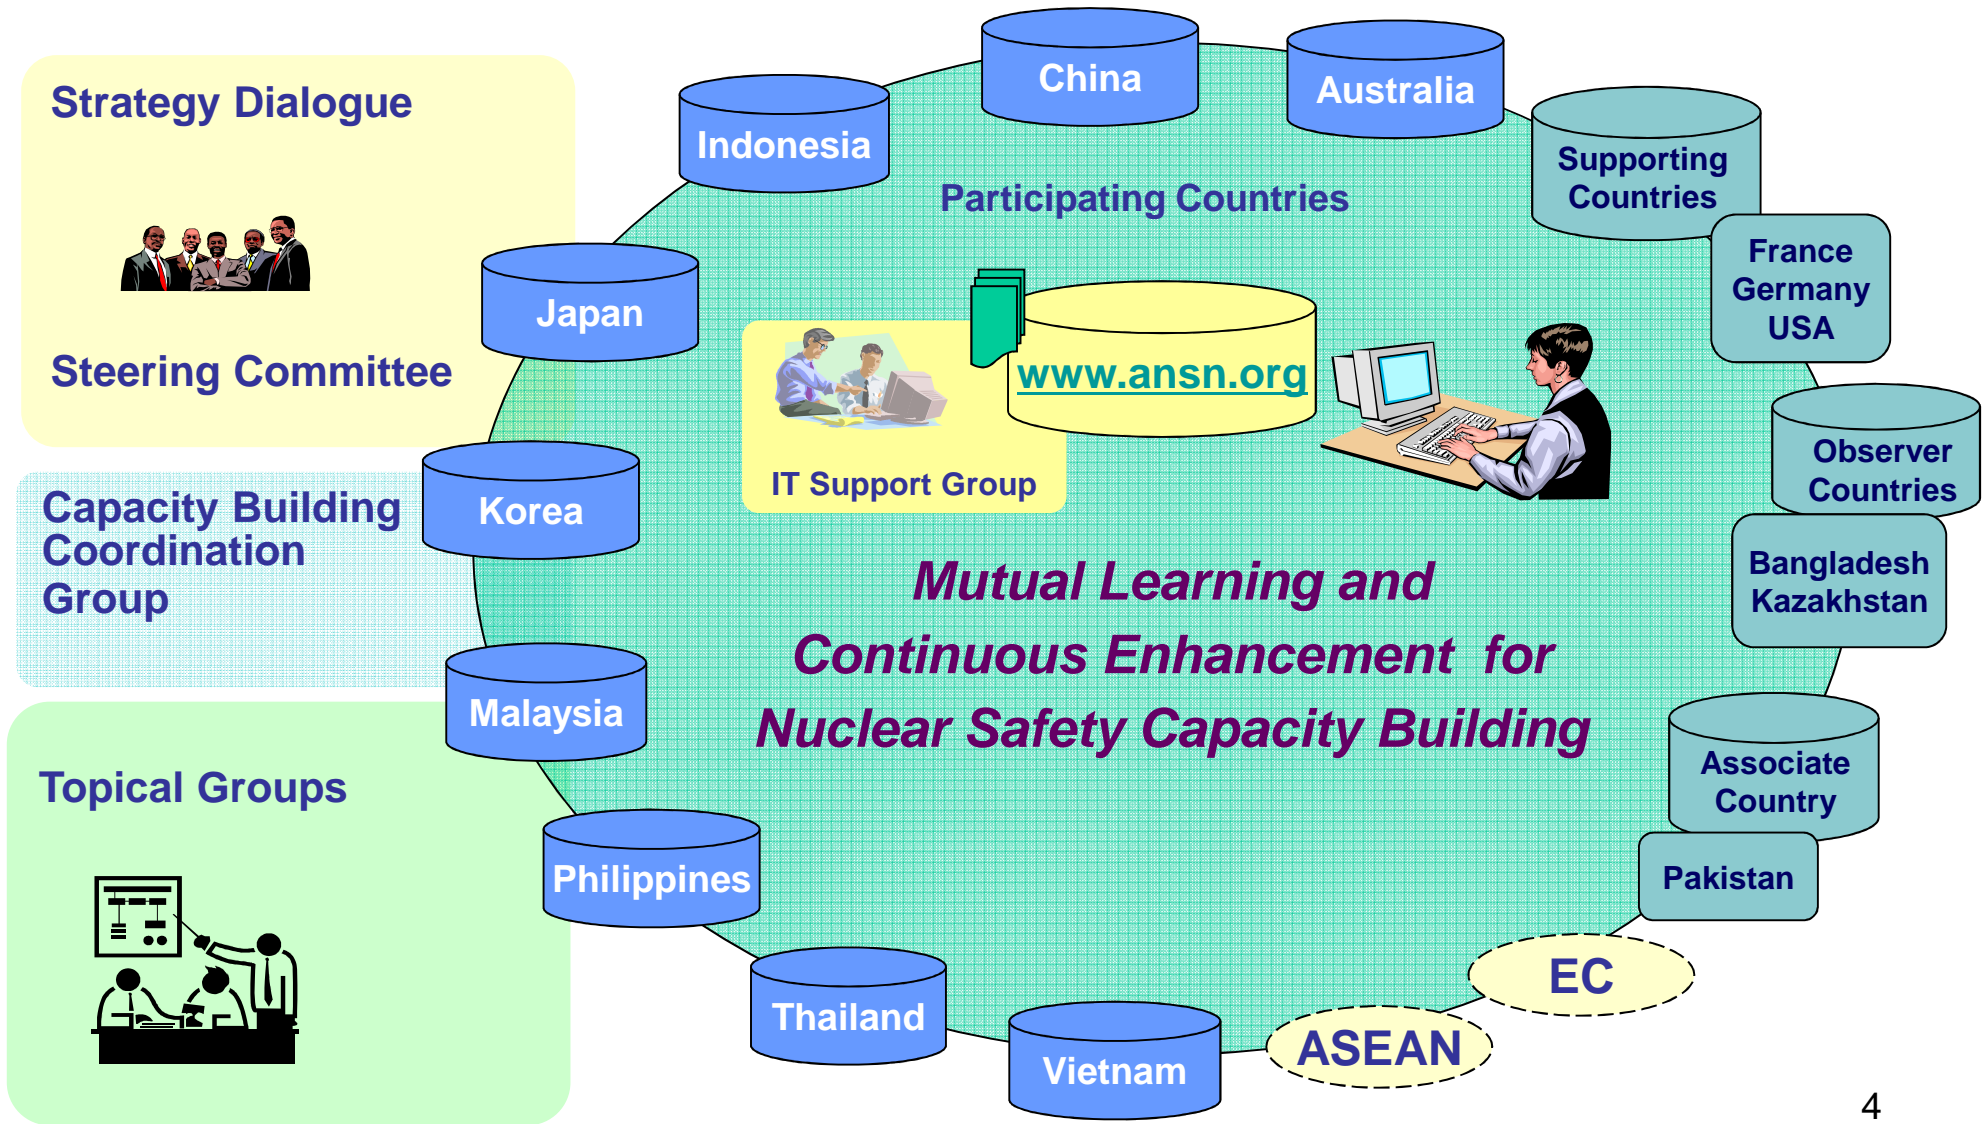 Strategy Dialogue
Steering Committee
Capacity Building
Coordination
Group
Topical Groups
China
Australia
Indonesia
Japan
Korea
Malaysia
Philippines
Thailand
Vietnam
Participating Countries
www.ansn.org
IT Support Group
Mutual Learning and
Continuous Enhancement for
Nuclear Safety Capacity Building
Supporting
Countries
France
Germany
USA
Observer
Countries
Bangladesh
Kazakhstan
Associate
Country
Pakistan
EC
ASEAN
4